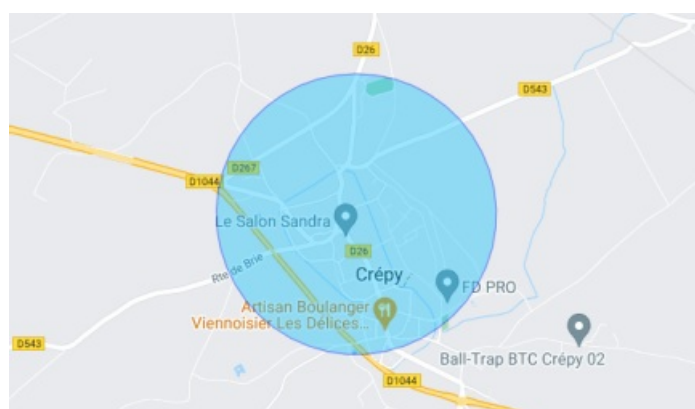 D26
D543
D267
D1044
Le Salon Sandra
D26
Rte de Brie
Crépy
FD PRO
Artisan Boulanger
Viennoisier Les Délices...
D543
Ball-Trap BTC Crépy 02
D1044